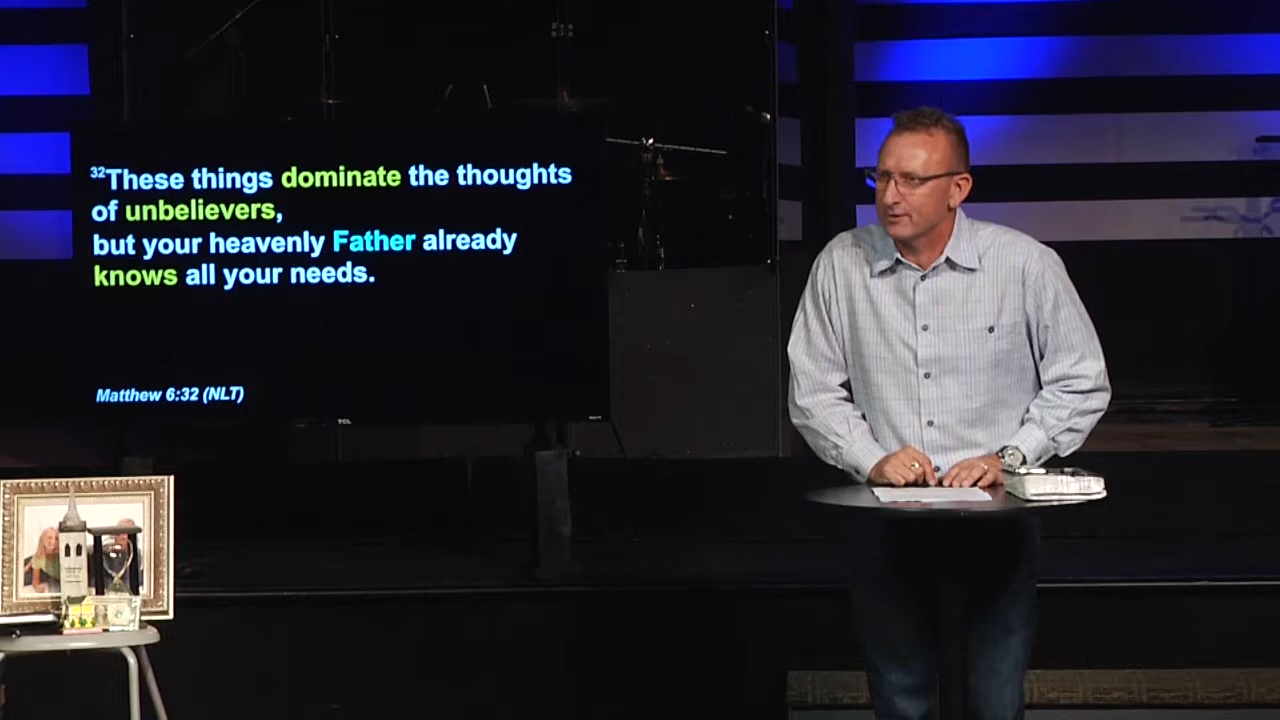 ³²These things dominate the thoughts
of unbelievers,
but your heavenly Father already
knows all your needs.
Matthew 6:32 (NLT)
TCL